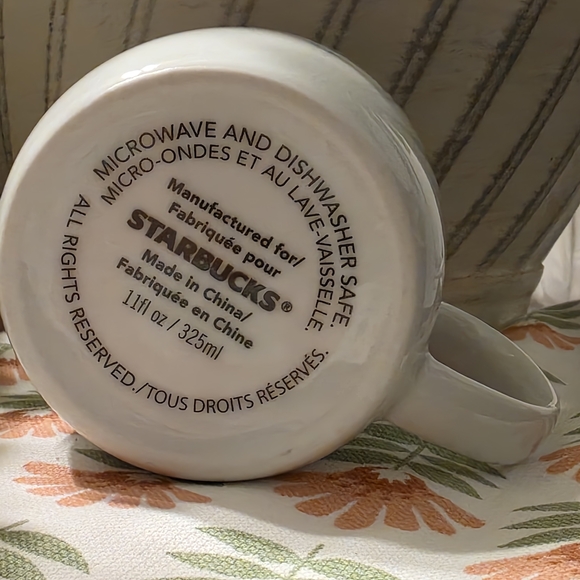 MICROWAVE AND DISHWASHER SAFE.
MICRO-ONDES ET AU LAVE-VAISSELLE.
Manufactured for/
Fabriquée pour
STARBUCKS®
Made in China/
Fabriquée en Chine
11fl oz / 325ml
ALL RIGHTS RESERVED./TOUS DROITS RÉSERVÉS.